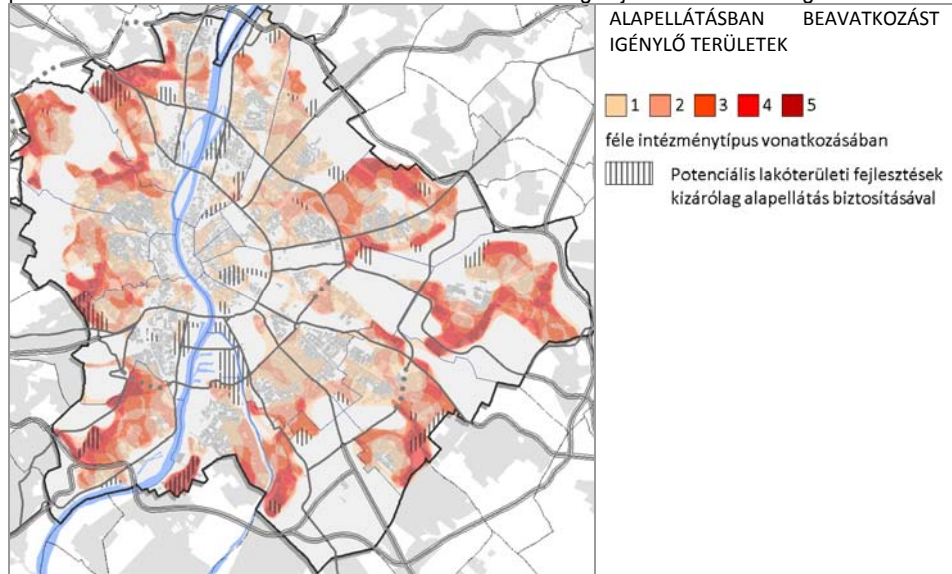 ALAPELLÁTÁSBAN BEAVATKOZÁST
IGÉNYLŐ TERÜLETEK
1 2 3 4 5
féle intézménytípus vonatkozásában
Potenciális lakóterületi fejlesztések
kizárólag alapellátás biztosításával